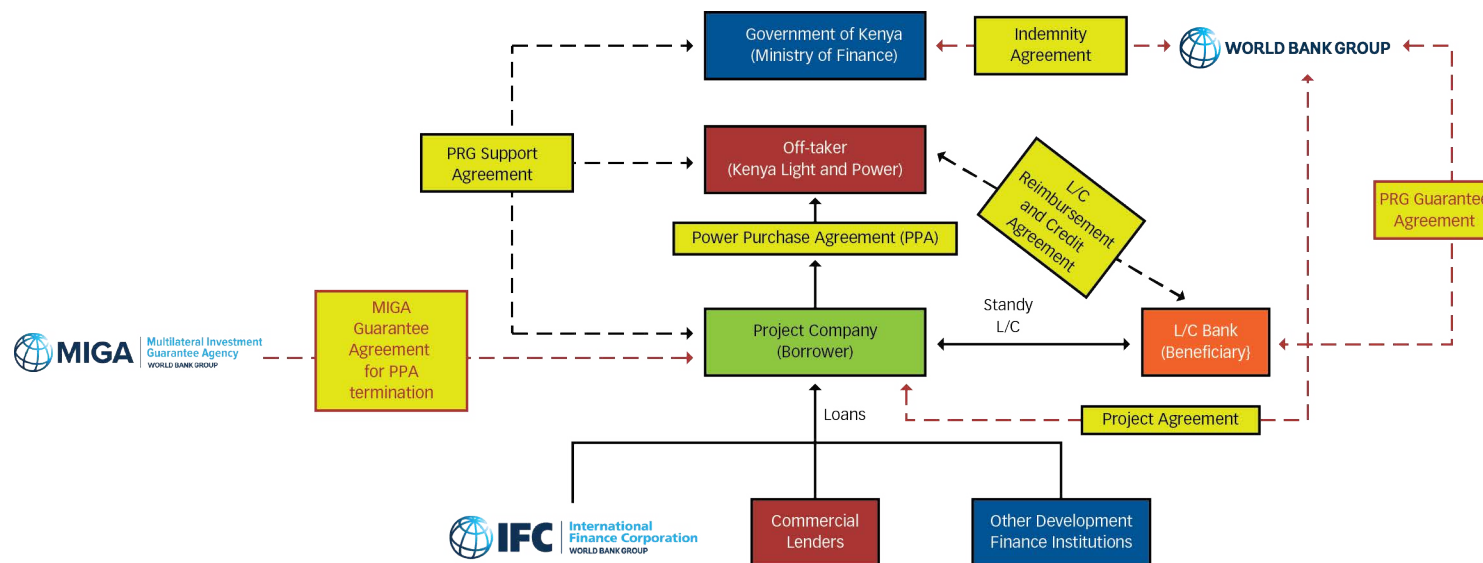 Government of Kenya
(Ministry of Finance)
Indemnity
Agreement
WORLD BANK GROUP
PRG Support
Agreement
Off-taker
(Kenya Light and Power)
L/C
Reimbursement
and Credit
Agreement
PRG Guarantee
Agreement
Power Purchase Agreement (PPA)
MIGA
Multilateral Investment
Guarantee Agency
WORLD BANK GROUP
MIGA
Guarantee
Agreement
for PPA
termination
Project Company
(Borrower)
Standy
L/C
L/C Bank
(Beneficiary}
Loans
Project Agreement
IFC
International
Finance Corporation
WORLD BANK GROUP
Commercial
Lenders
Other Development
Finance Institutions